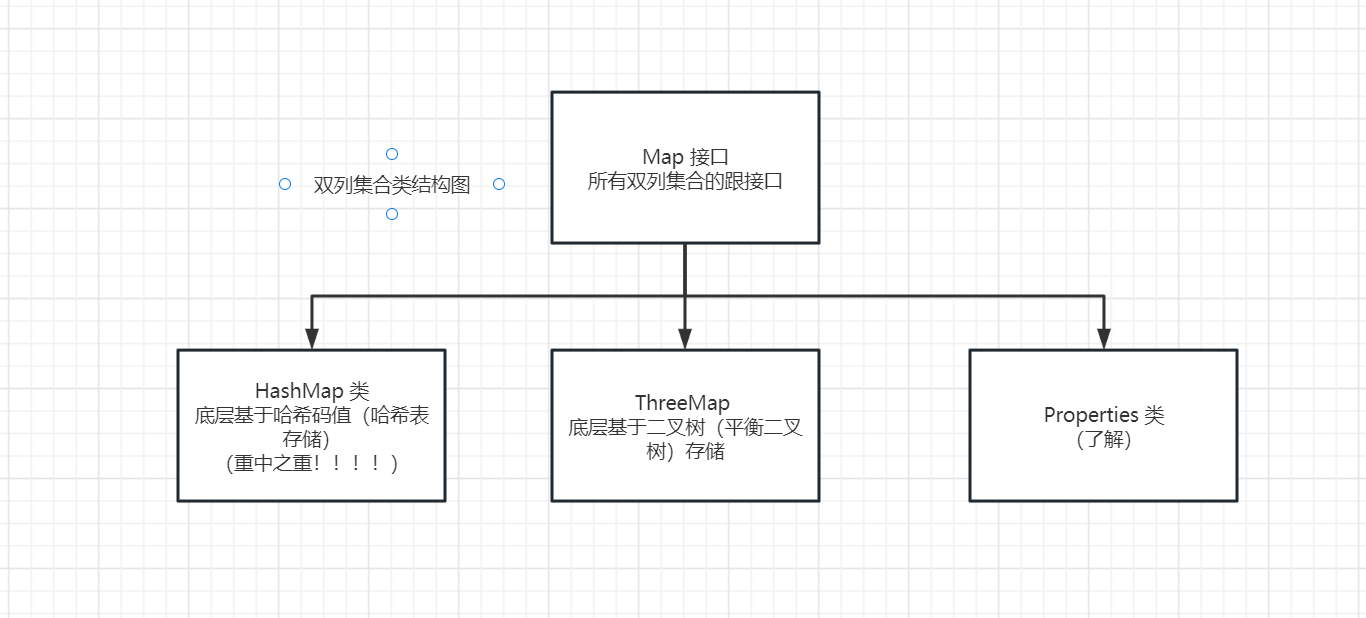 双列集合类结构图
Map 接口
所有双列集合的跟接口
HashMap 类
底层基于哈希码值（哈希表
存储）
（重中之重！！！！）
ThreeMap
底层基于二叉树（平衡二叉
树）存储
Properties 类
（了解）